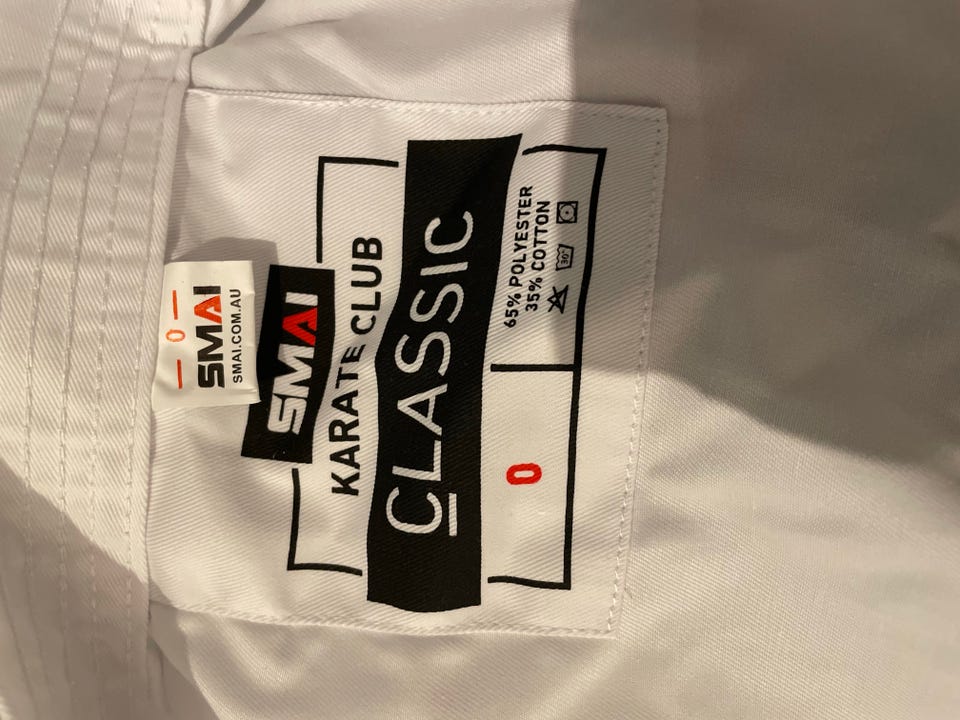 — 0 —
SMAI
SMAI.COM.AU
SMAI
KARATE CLUB
CLASSIC
0
65% POLYESTER
35% COTTON
30°